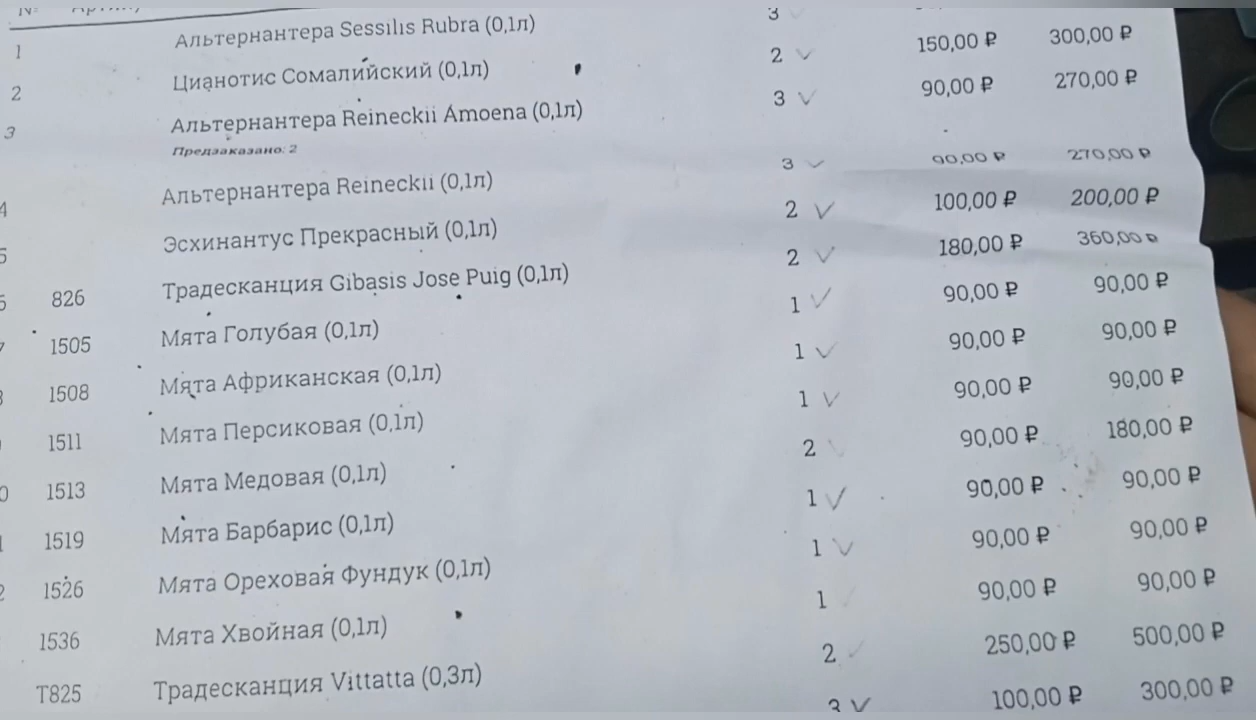 1 Альтернантера Sessilis Rubra (0,1л) 3
2 Цианотис Сомалийский (0,1л) 2 150,00 ₽ 300,00 ₽
3 Альтернантера Reineckii Amoena (0,1л) 3 90,00 ₽ 270,00 ₽
Предзаказано: 2
4 Альтернантера Reineckii (0,1л) 3 90,00 ₽ 270,00 ₽
5 Эсхинантус Прекрасный (0,1л) 2 100,00 ₽ 200,00 ₽
826 Традесканция Gibasis Jose Puig (0,1л) 2 180,00 ₽ 360,00 ₽
1505 Мята Голубая (0,1л) 1 90,00 ₽ 90,00 ₽
1508 Мята Африканская (0,1л) 1 90,00 ₽ 90,00 ₽
1511 Мята Персиковая (0,1л) 1 90,00 ₽ 90,00 ₽
1513 Мята Медовая (0,1л) 2 90,00 ₽ 180,00 ₽
1519 Мята Барбарис (0,1л) 1 90,00 ₽ 90,00 ₽
1526 Мята Ореховая Фундук (0,1л) 1 90,00 ₽ 90,00 ₽
1536 Мята Хвойная (0,1л) 1 90,00 ₽ 90,00 ₽
Т825 Традесканция Vittatta (0,3л) 2 250,00 ₽ 500,00 ₽
3 100,00 ₽ 300,00 ₽